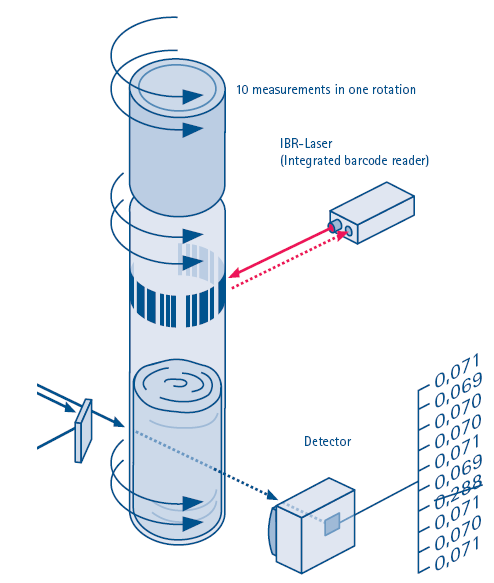 10 measurements in one rotation
IBR-Laser
(Integrated barcode reader)
Detector
0,071
0,069
0,070
0,070
0,071
0,069
0,288
0,071
0,070
0,071